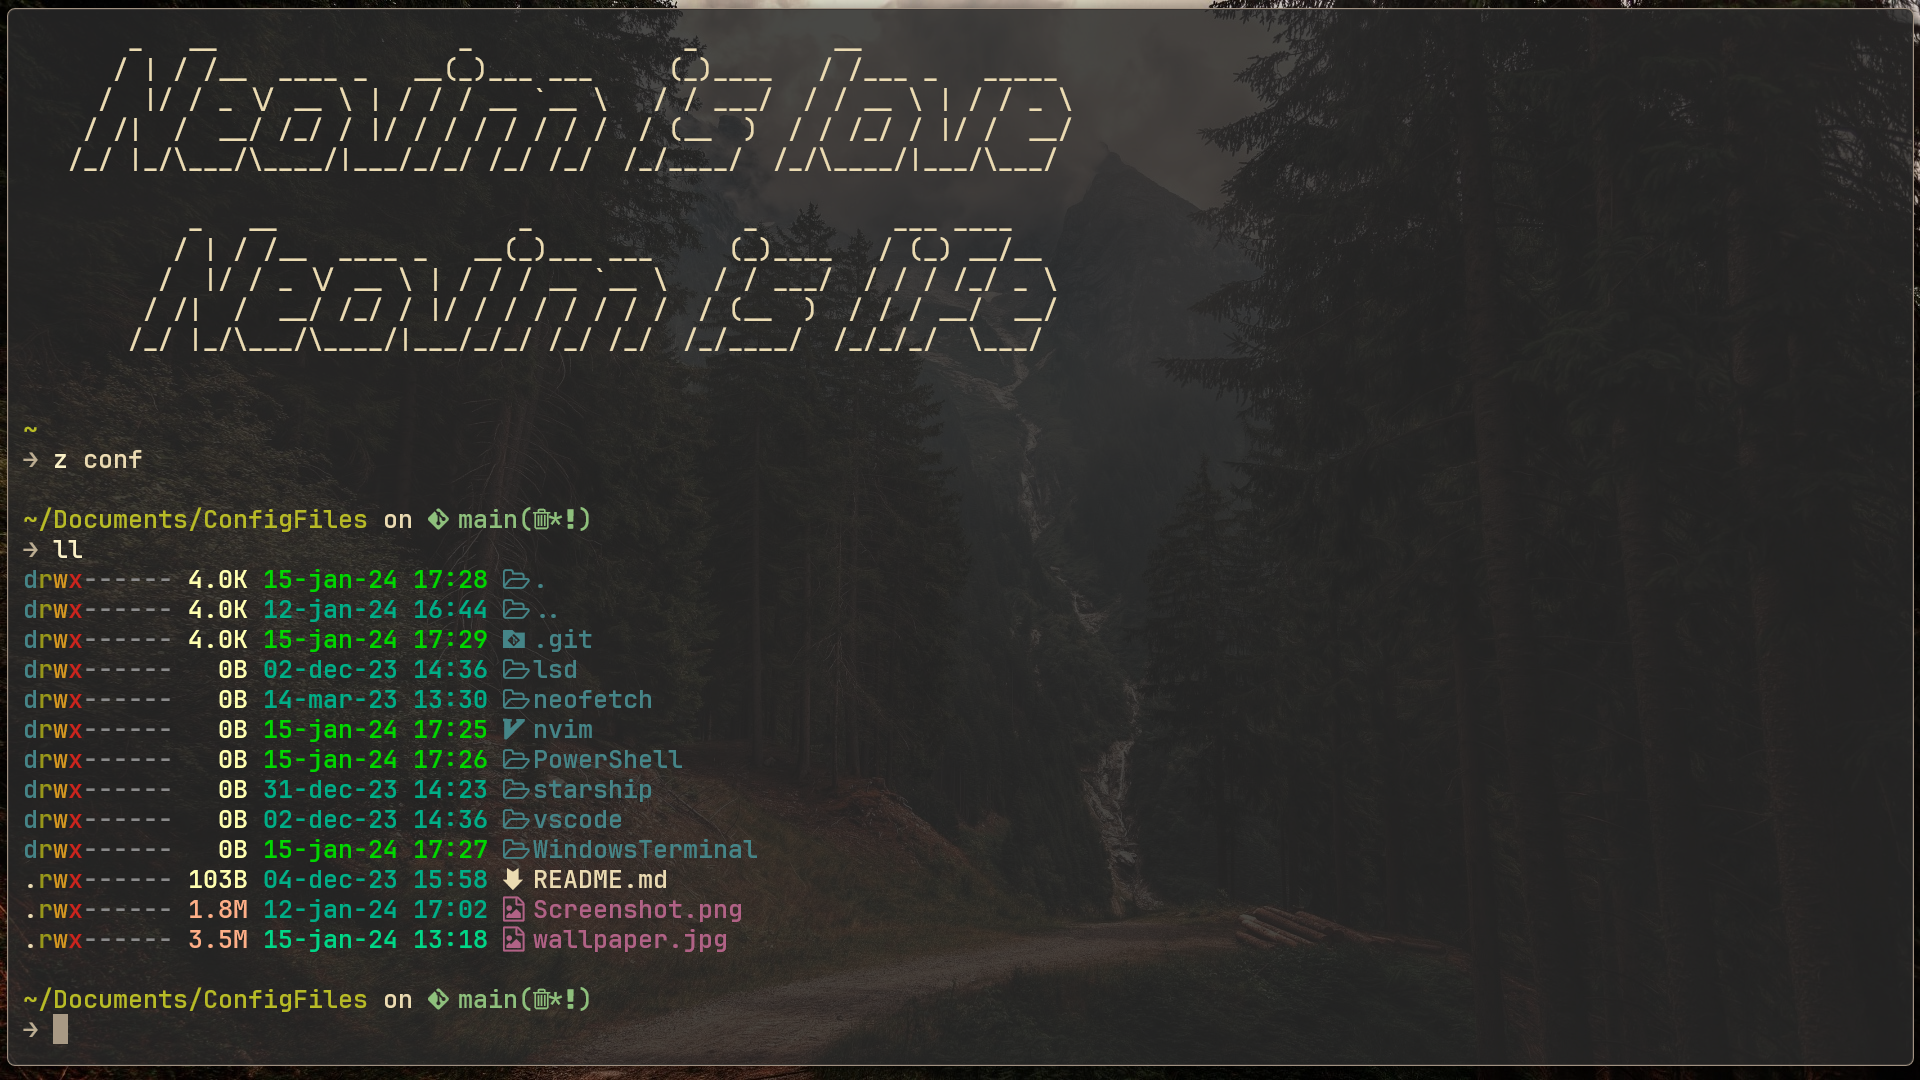 Neovim is love
Neovim is life
~
→ z conf
~/Documents/ConfigFiles on main(*!)
→ ll
drwx------ 4.0K 15-jan-24 17:28 .
drwx------ 4.0K 12-jan-24 16:44 ..
drwx------ 4.0K 15-jan-24 17:29 .git
drwx------ 0B 02-dec-23 14:36 lsd
drwx------ 0B 14-mar-23 13:30 neofetch
drwx------ 0B 15-jan-24 17:25 nvim
drwx------ 0B 15-jan-24 17:26 PowerShell
drwx------ 0B 31-dec-23 14:23 starship
drwx------ 0B 02-dec-23 14:36 vscode
drwx------ 0B 15-jan-24 17:27 WindowsTerminal
.rwx------ 103B 04-dec-23 15:58 README.md
.rwx------ 1.8M 12-jan-24 17:02 Screenshot.png
.rwx------ 3.5M 15-jan-24 13:18 wallpaper.jpg
~/Documents/ConfigFiles on main(*!)
→